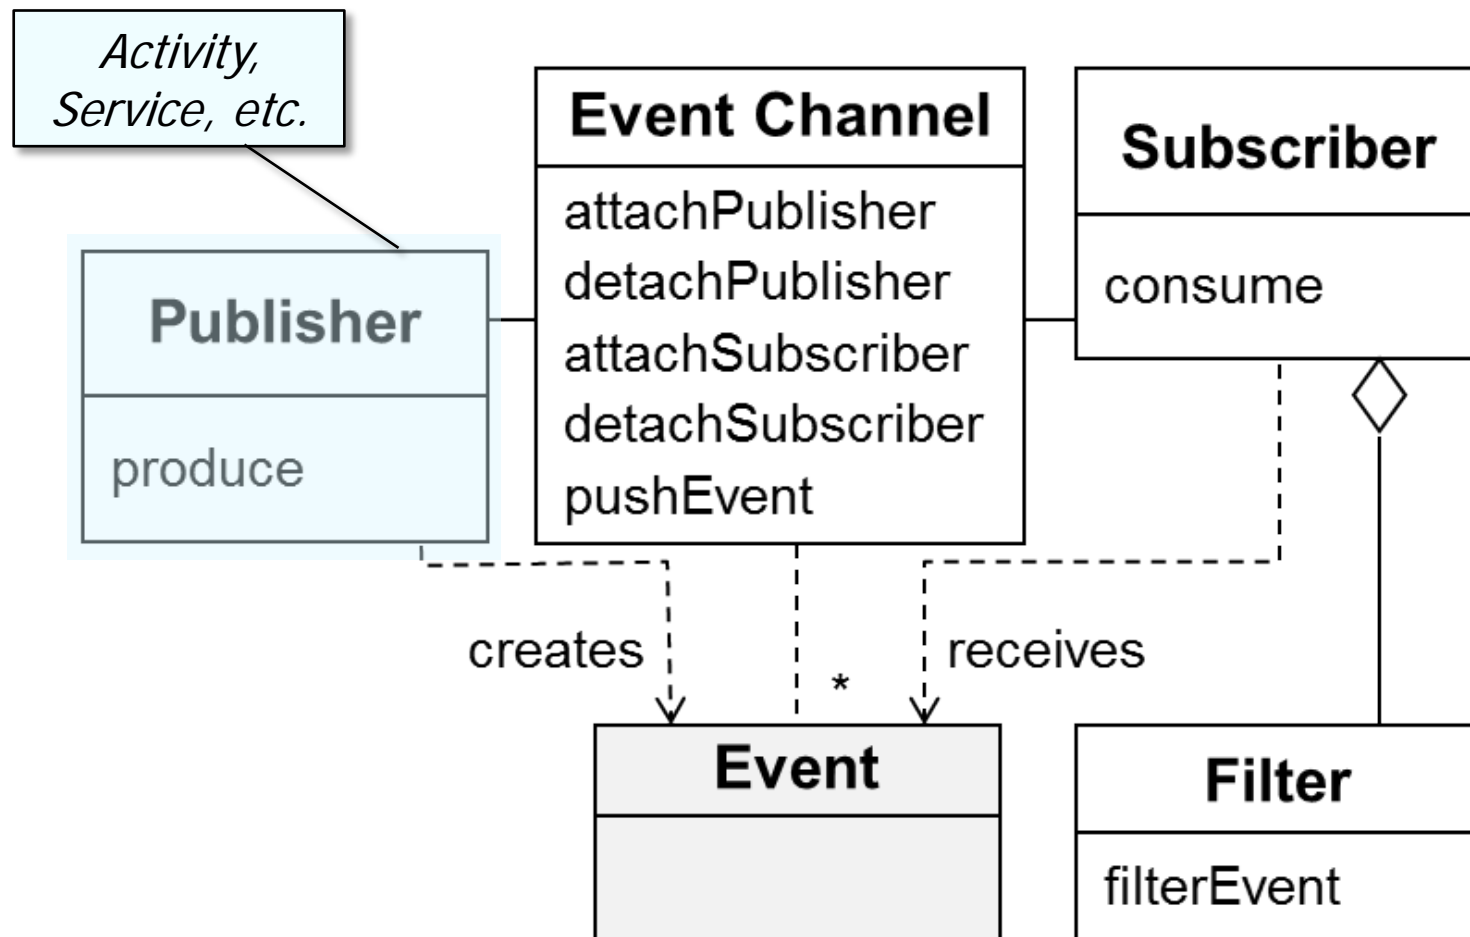 Activity,
Service, etc.
Publisher
produce
Event Channel
attachPublisher
detachPublisher
attachSubscriber
detachSubscriber
pushEvent
Subscriber
consume
creates
*
receives
Event
Filter
filterEvent